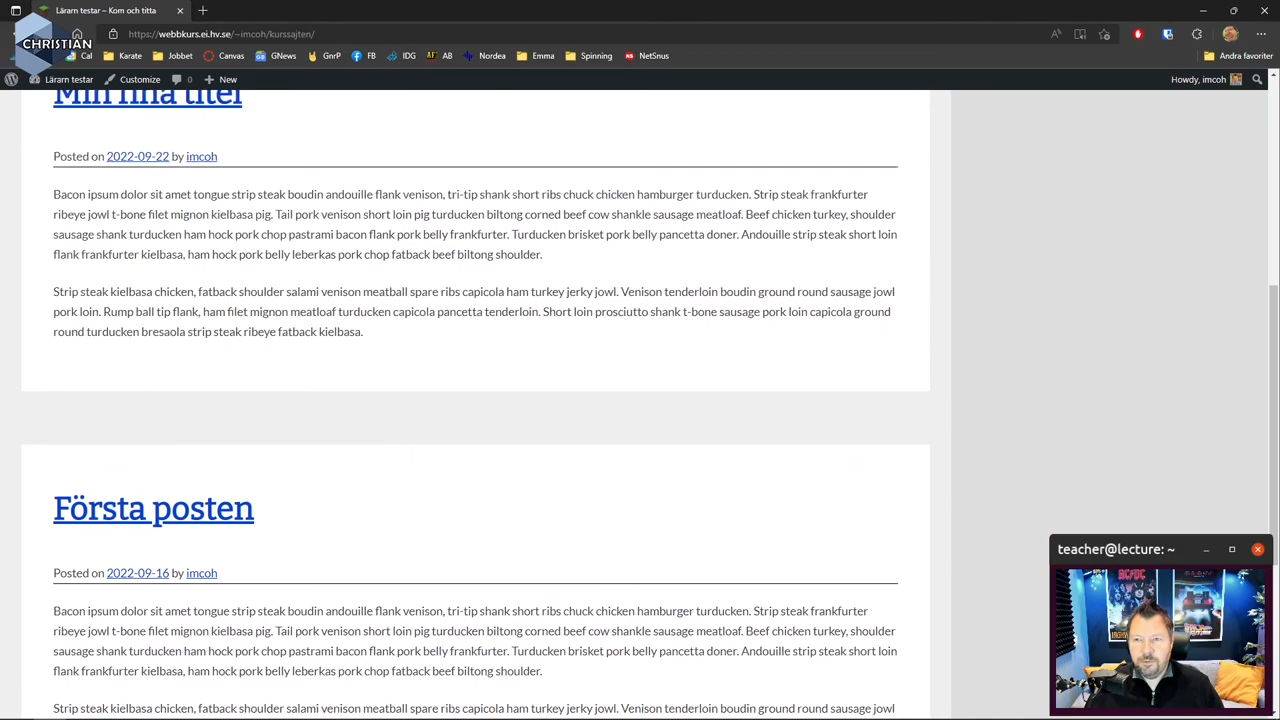 Lärarn testar – Kom och titta
https://webbkurs.ei.hv.se/~imcoh/kurssajten/
CHRISTIAN
Cal Karate Jobbet Canvas GNews GnrP FB IDG AB Nordea Emma Spinning NetSnus Andra favoriter
Lärarn testar Customize 0 New Howdy, imcoh
Min fina titel
Posted on 2022-09-22 by imcoh
Bacon ipsum dolor sit amet tongue strip steak boudin andouille flank venison, tri-tip shank short ribs chuck chicken hamburger turducken. Strip steak frankfurter
ribeye jowl t-bone filet mignon kielbasa pig. Tail pork venison short loin pig turducken biltong corned beef cow shankle sausage meatloaf. Beef chicken turkey, shoulder
sausage shank turducken ham hock pork chop pastrami bacon flank pork belly frankfurter. Turducken brisket pork belly pancetta doner. Andouille strip steak short loin
flank frankfurter kielbasa, ham hock pork belly leberkas pork chop fatback beef biltong shoulder.
Strip steak kielbasa chicken, fatback shoulder salami venison meatball spare ribs capicola ham turkey jerky jowl. Venison tenderloin boudin ground round sausage jowl
pork loin. Rump ball tip flank, ham filet mignon meatloaf turducken capicola pancetta tenderloin. Short loin prosciutto shank t-bone sausage pork loin capicola ground
round turducken bresaola strip steak ribeye fatback kielbasa.
Första posten
Posted on 2022-09-16 by imcoh
Bacon ipsum dolor sit amet tongue strip steak boudin andouille flank venison, tri-tip shank short ribs chuck chicken hamburger turducken. Strip steak frankfurter
ribeye jowl t-bone filet mignon kielbasa pig. Tail pork venison short loin pig turducken biltong corned beef cow shankle sausage meatloaf. Beef chicken turkey, shoulder
sausage shank turducken ham hock pork chop pastrami bacon flank pork belly frankfurter. Turducken brisket pork belly pancetta doner. Andouille strip steak short loin
flank frankfurter kielbasa, ham hock pork belly leberkas pork chop fatback beef biltong shoulder.
Strip steak kielbasa chicken, fatback shoulder salami venison meatball spare ribs capicola ham turkey jerky jowl. Venison tenderloin boudin ground round sausage jowl
teacher@lecture: ~
AC/DC